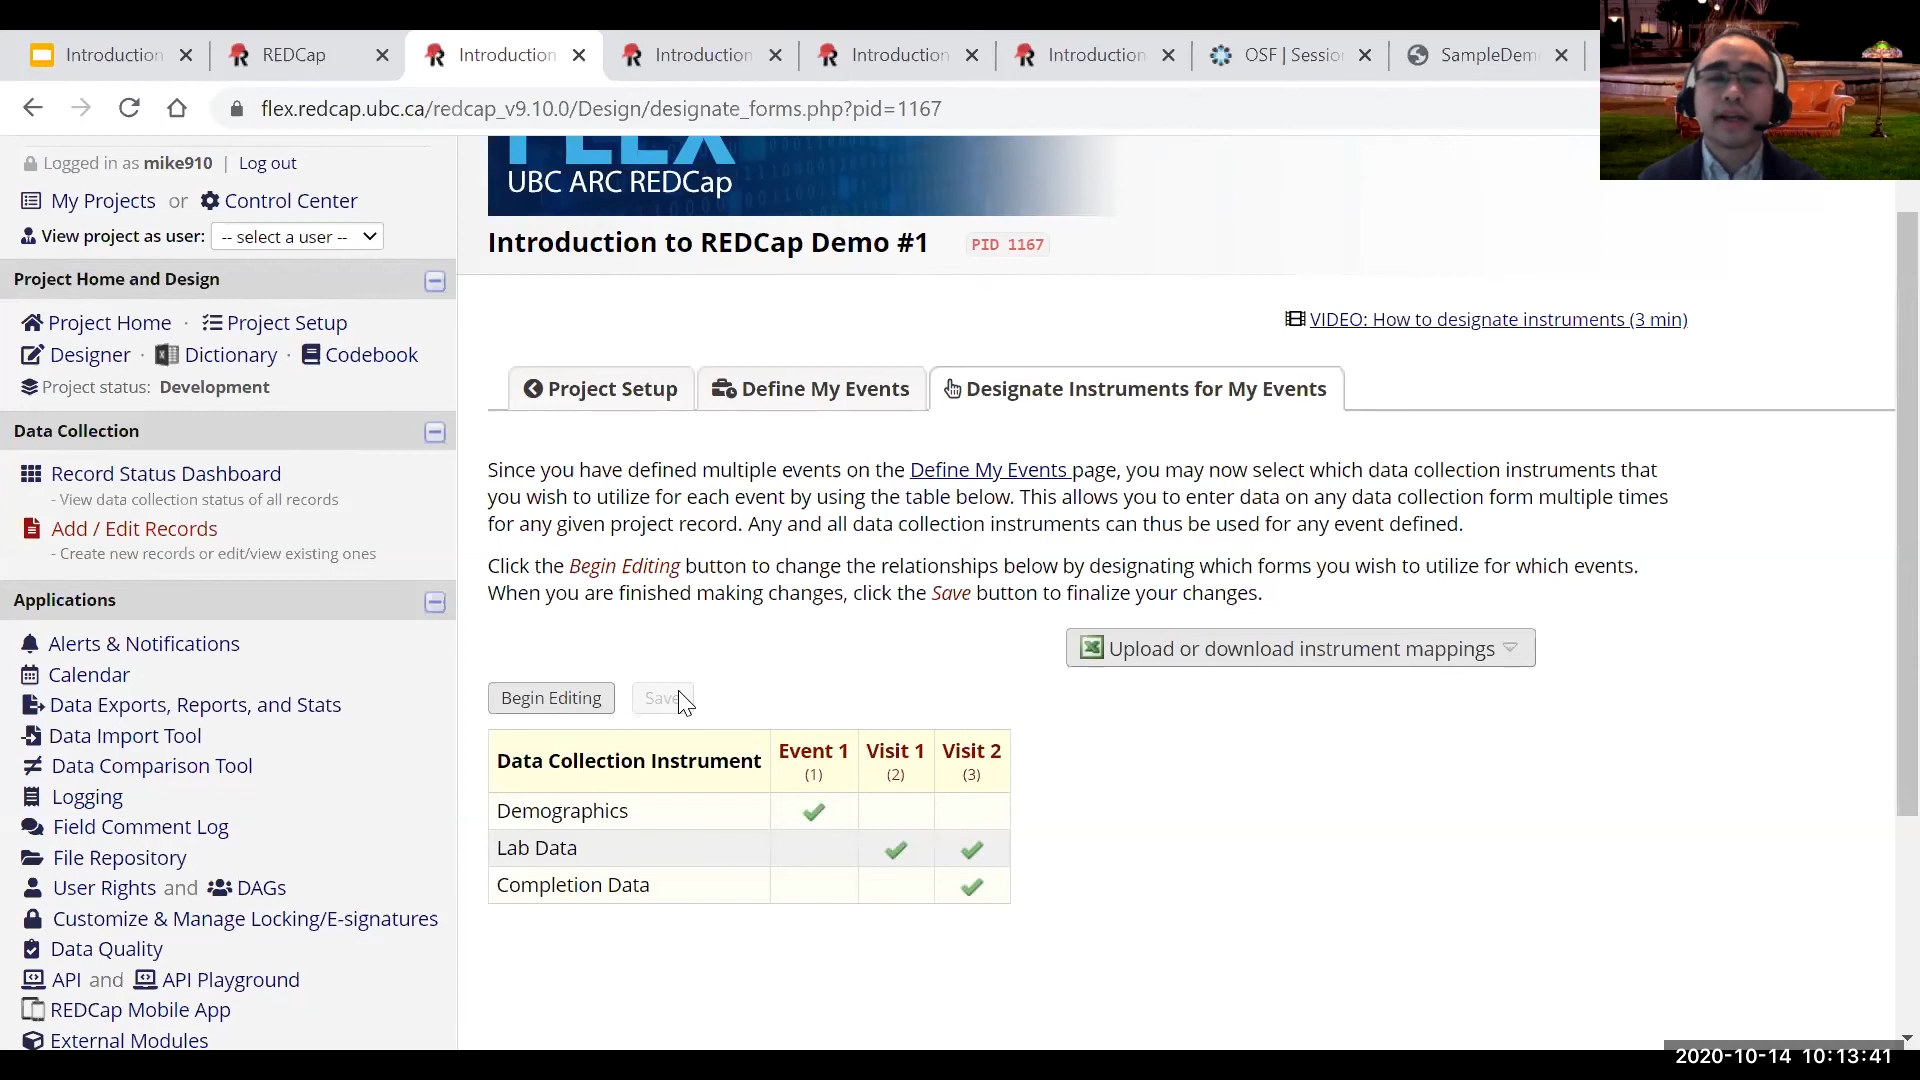 Introduction
REDCap
Introduction
Introduction
Introduction
Introduction
OSF | Sessio
SampleDem
flex.redcap.ubc.ca/redcap_v9.10.0/Design/designate_forms.php?pid=1167
Logged in as mike910 | Log out
My Projects or Control Center
View project as user: -- select a user --
Project Home and Design
Project Home · Project Setup
Designer · Dictionary · Codebook
Project status: Development
Data Collection
Record Status Dashboard
- View data collection status of all records
Add / Edit Records
- Create new records or edit/view existing ones
Applications
Alerts & Notifications
Calendar
Data Exports, Reports, and Stats
Data Import Tool
Data Comparison Tool
Logging
Field Comment Log
File Repository
User Rights and DAGs
Customize & Manage Locking/E-signatures
Data Quality
API and API Playground
REDCap Mobile App
External Modules
FLEX
UBC ARC REDCap
Introduction to REDCap Demo #1 PID 1167
VIDEO: How to designate instruments (3 min)
Project Setup Define My Events Designate Instruments for My Events
Since you have defined multiple events on the Define My Events page, you may now select which data collection instruments that
you wish to utilize for each event by using the table below. This allows you to enter data on any data collection form multiple times
for any given project record. Any and all data collection instruments can thus be used for any event defined.
Click the Begin Editing button to change the relationships below by designating which forms you wish to utilize for which events.
When you are finished making changes, click the Save button to finalize your changes.
Upload or download instrument mappings
Begin Editing Save
Data Collection Instrument Event 1 Visit 1 Visit 2
(1) (2) (3)
Demographics
Lab Data
Completion Data
2020-10-14 10:13:41